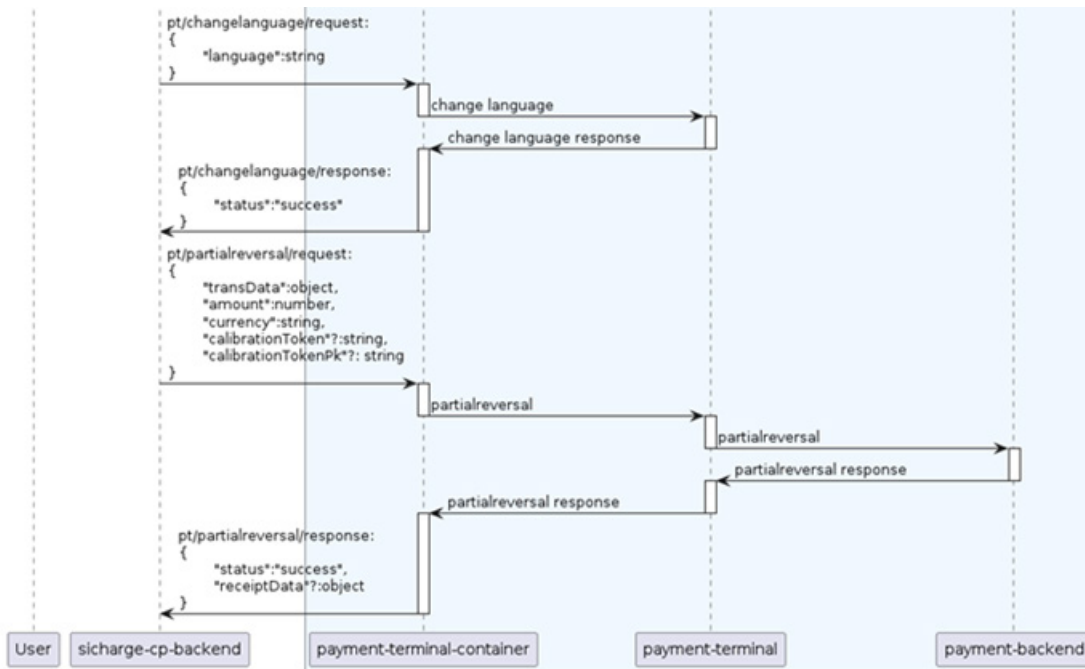 pt/changelanguage/request:
{
"language":string
}
change language
change language response
pt/changelanguage/response:
{
"status":"success"
}
pt/partialreversal/request:
{
"transData":object,
"amount":number,
"currency":string,
"calibrationToken"?:string,
"calibrationTokenPk"?: string
}
partialreversal
partialreversal
partialreversal response
partialreversal response
pt/partialreversal/response:
{
"status":"success",
"receiptData"?:object
}
User
sicharge-cp-backend
payment-terminal-container
payment-terminal
payment-backend